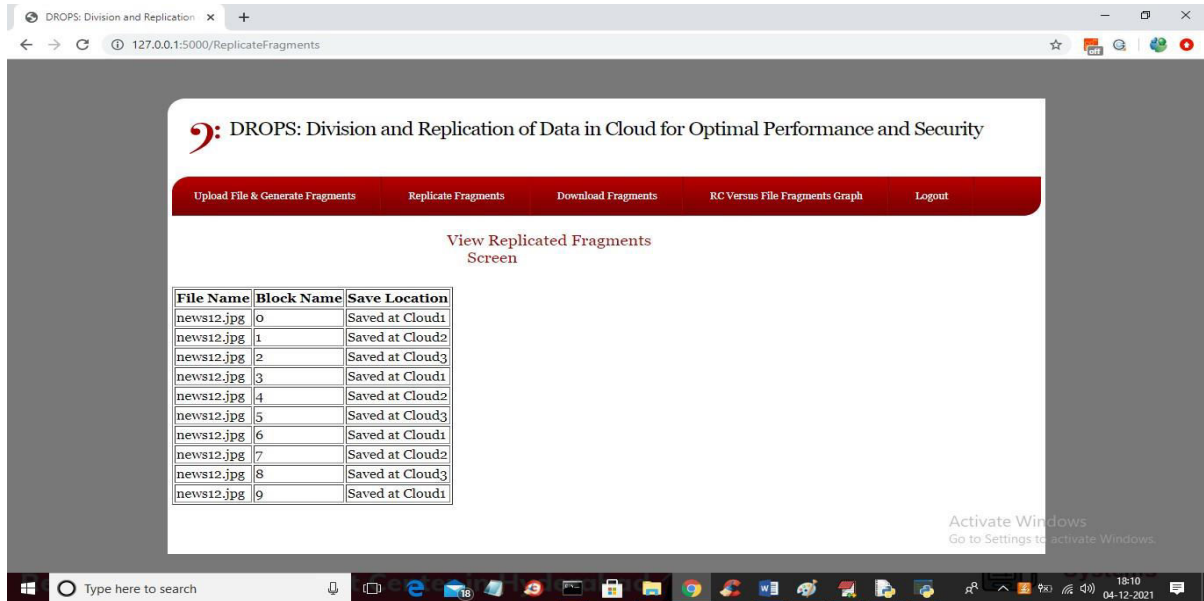 DROPS: Division and Replication
127.0.0.1:5000/ReplicateFragments
off
DROPS: Division and Replication of Data in Cloud for Optimal Performance and Security
Upload File & Generate Fragments Replicate Fragments Download Fragments RC Versus File Fragments Graph Logout
View Replicated Fragments
Screen
File Name Block Name Save Location
news12.jpg 0 Saved at Cloud1
news12.jpg 1 Saved at Cloud2
news12.jpg 2 Saved at Cloud3
news12.jpg 3 Saved at Cloud1
news12.jpg 4 Saved at Cloud2
news12.jpg 5 Saved at Cloud3
news12.jpg 6 Saved at Cloud1
news12.jpg 7 Saved at Cloud2
news12.jpg 8 Saved at Cloud3
news12.jpg 9 Saved at Cloud1
Activate Windows
Go to Settings to activate Windows.
Type here to search
18
18:10
04-12-2021